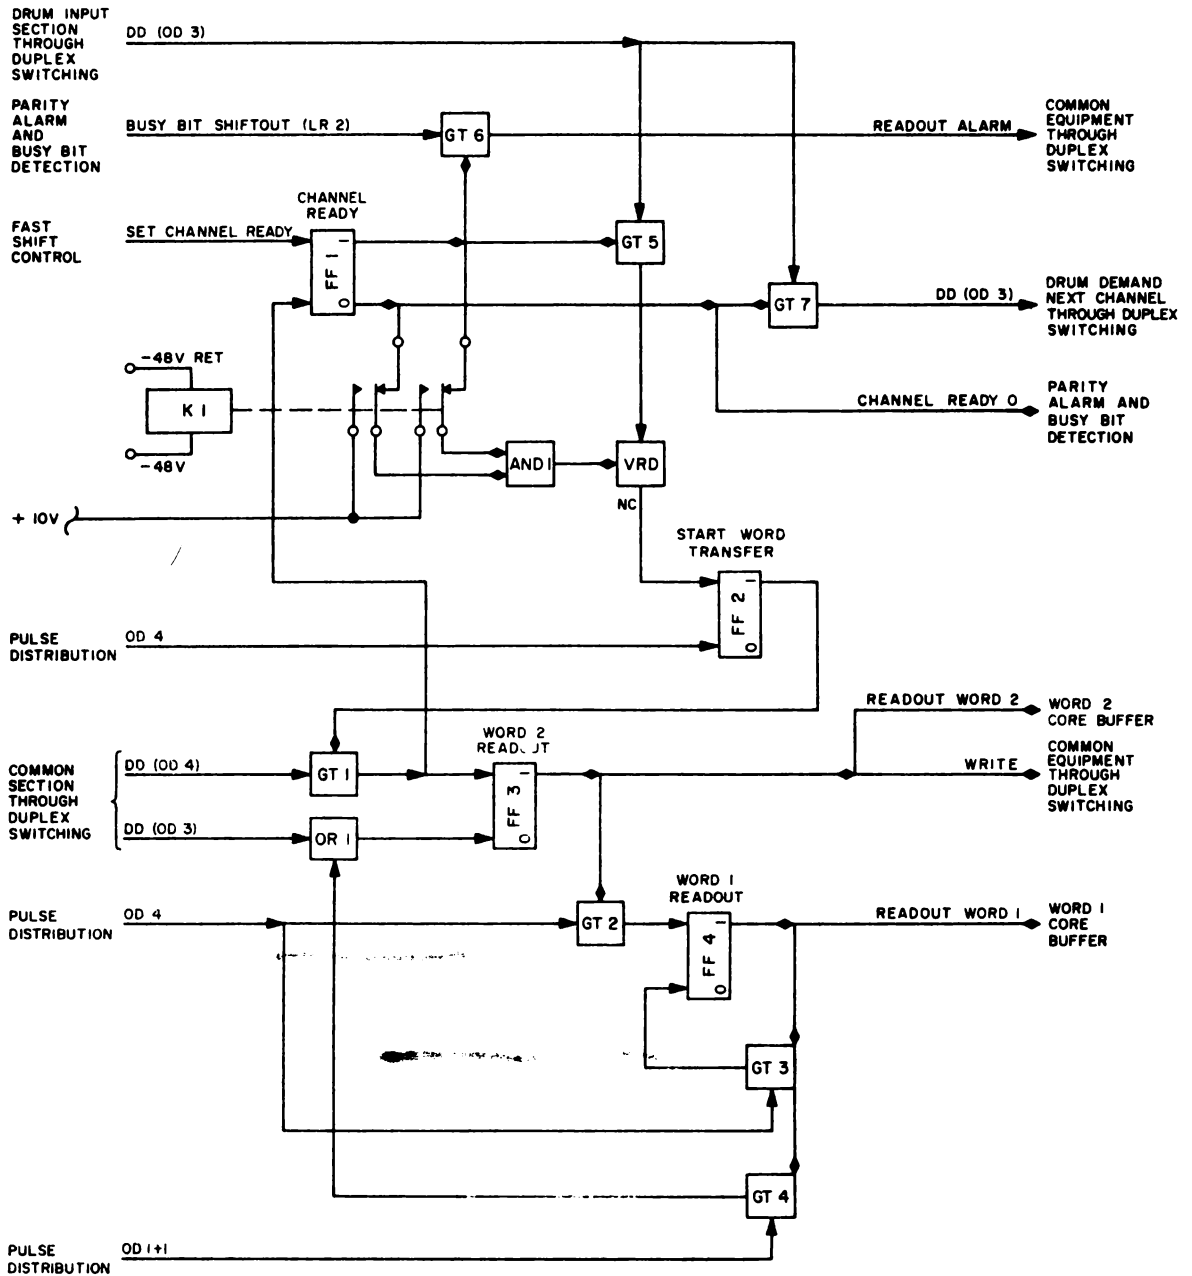 DRUM INPUT
SECTION
THROUGH
DUPLEX
SWITCHING
DD (OD 3)
PARITY
ALARM
AND
BUSY BIT
DETECTION
BUSY BIT SHIFTOUT (LR 2)
GT 6
READOUT ALARM
COMMON
EQUIPMENT
THROUGH
DUPLEX
SWITCHING
CHANNEL
READY
FAST
SHIFT
CONTROL
SET CHANNEL READY
1
FF 1
0
GT 5
GT 7
DD (OD 3)
DRUM DEMAND
NEXT CHANNEL
THROUGH DUPLEX
SWITCHING
-48V RET
K 1
-48V
CHANNEL READY 0
PARITY
ALARM AND
BUSY BIT
DETECTION
AND 1
VRD
NC
+ 10V
START WORD
TRANSFER
1
FF 2
0
PULSE
DISTRIBUTION
OD 4
READOUT WORD 2
WORD 2
CORE BUFFER
WORD 2
READOUT
COMMON
SECTION
THROUGH
DUPLEX
SWITCHING
DD (OD 4)
GT 1
DD (OD 3)
OR 1
1
FF 3
0
WRITE
COMMON
EQUIPMENT
THROUGH
DUPLEX
SWITCHING
WORD 1
READOUT
PULSE
DISTRIBUTION
OD 4
GT 2
1
FF 4
0
READOUT WORD 1
WORD 1
CORE
BUFFER
GT 3
GT 4
PULSE
DISTRIBUTION
OD 1+1